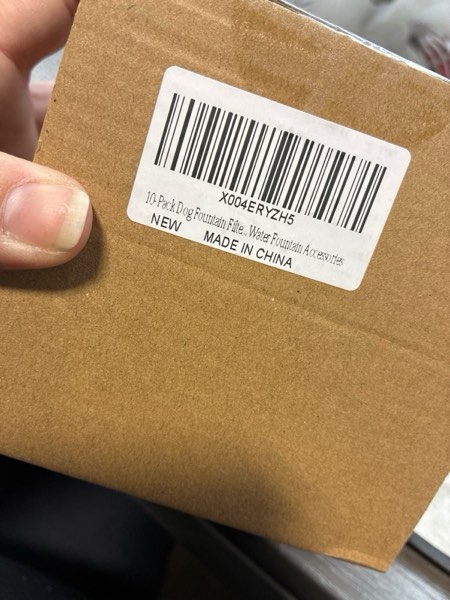 X004ERYZH5
10-Pack Dog Fountain Filte... Water Fountain Accessories
NEW MADE IN CHINA